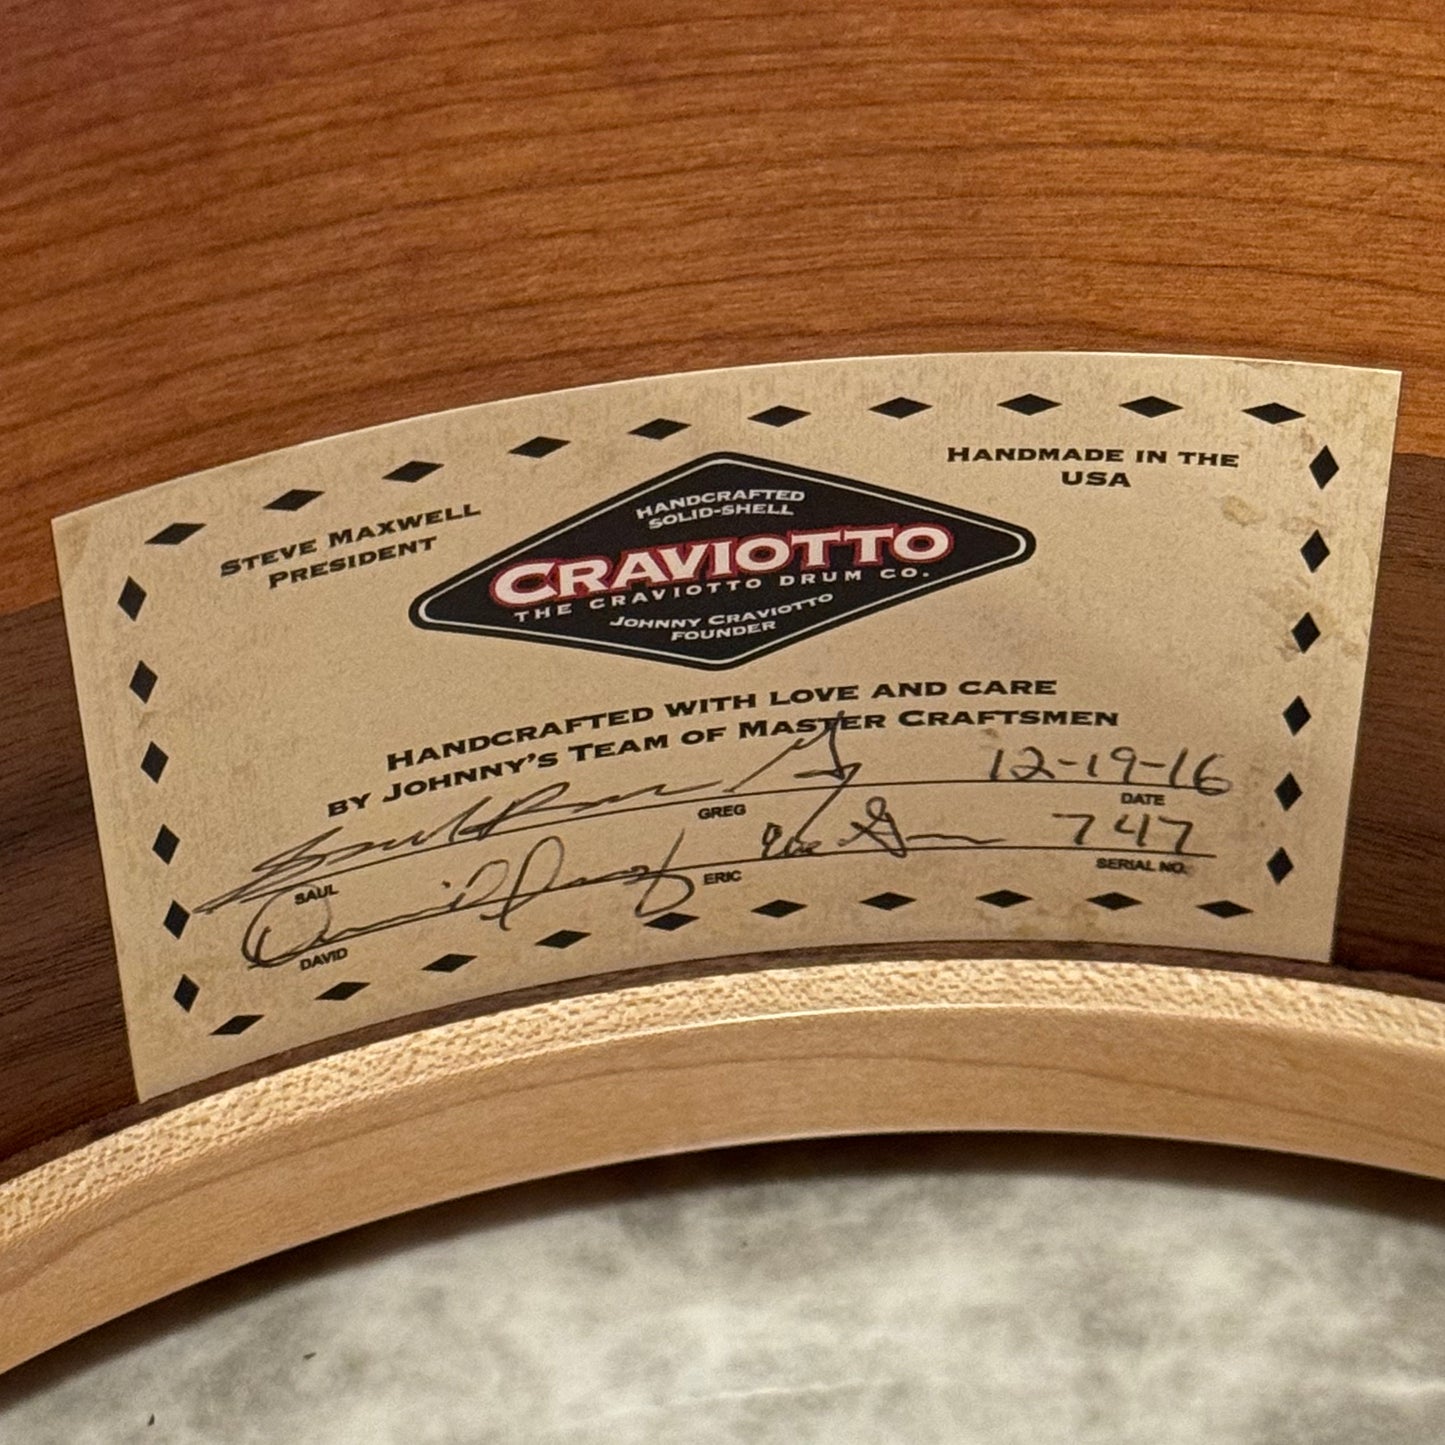 STEVE MAXWELL
PRESIDENT
HANDMADE IN THE
USA
HANDCRAFTED
SOLID-SHELL
CRAVIOTTO
THE CRAVIOTTO DRUM CO.
JOHNNY CRAVIOTTO
FOUNDER
HANDCRAFTED WITH LOVE AND CARE
BY JOHNNY'S TEAM OF MASTER CRAFTSMEN
12-19-16
SAUL
GREG
DATE
747
DAVID
ERIC
SERIAL NO.